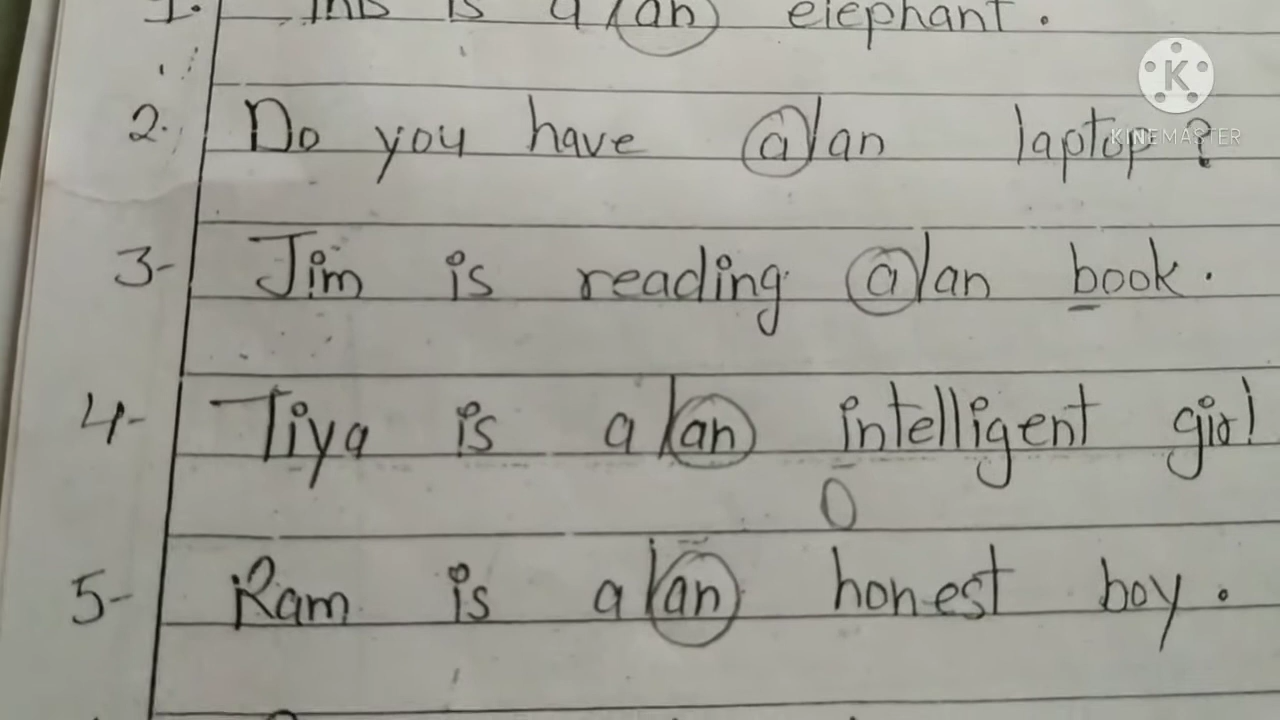 1. This is a/an elephant.
2. Do you have a/an laptop?
3- Jim is reading a/an book.
4- Tiya is a/an intelligent girl
O
5- Ram is a/an honest boy.
K
KINEMASTER